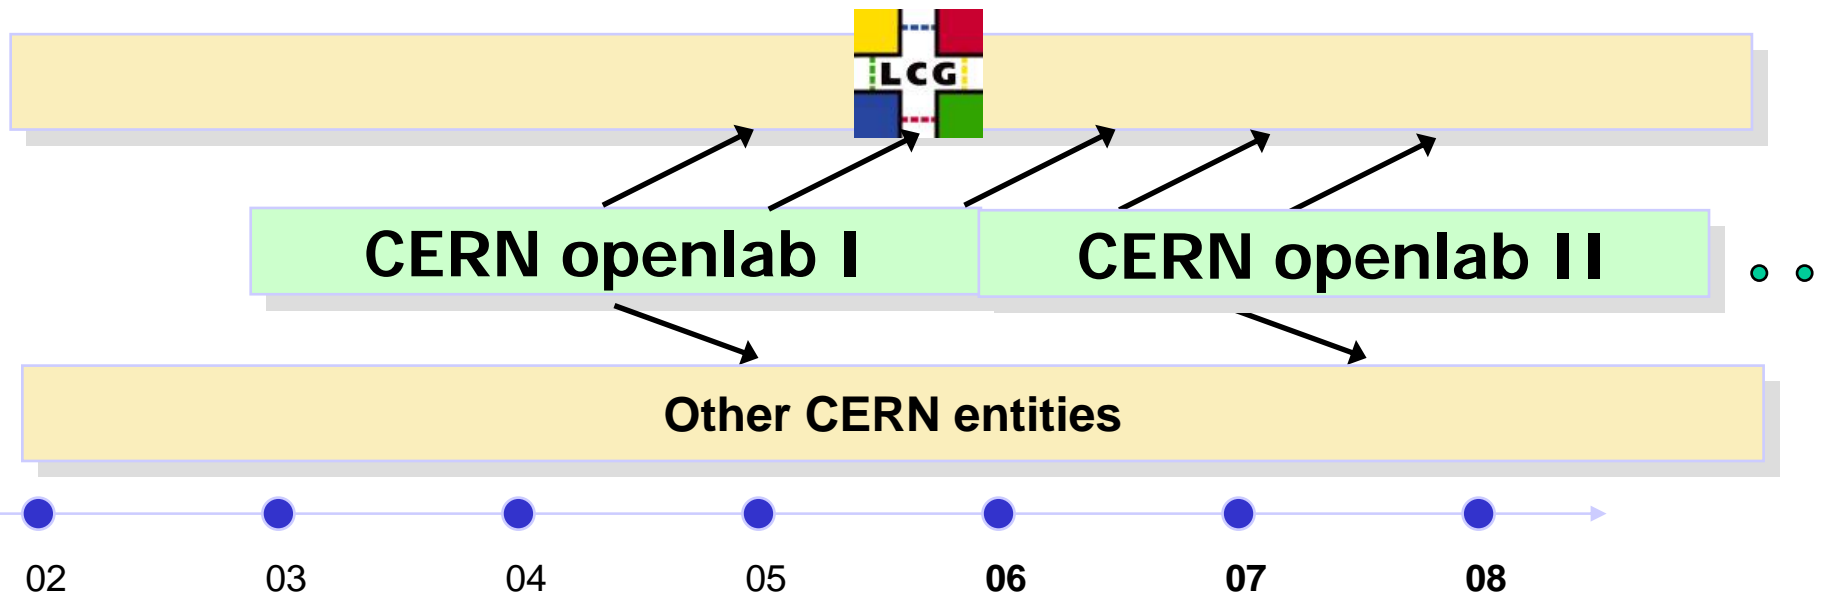 LCG
CERN openlab I
CERN openlab II
Other CERN entities
02 03 04 05 06 07 08